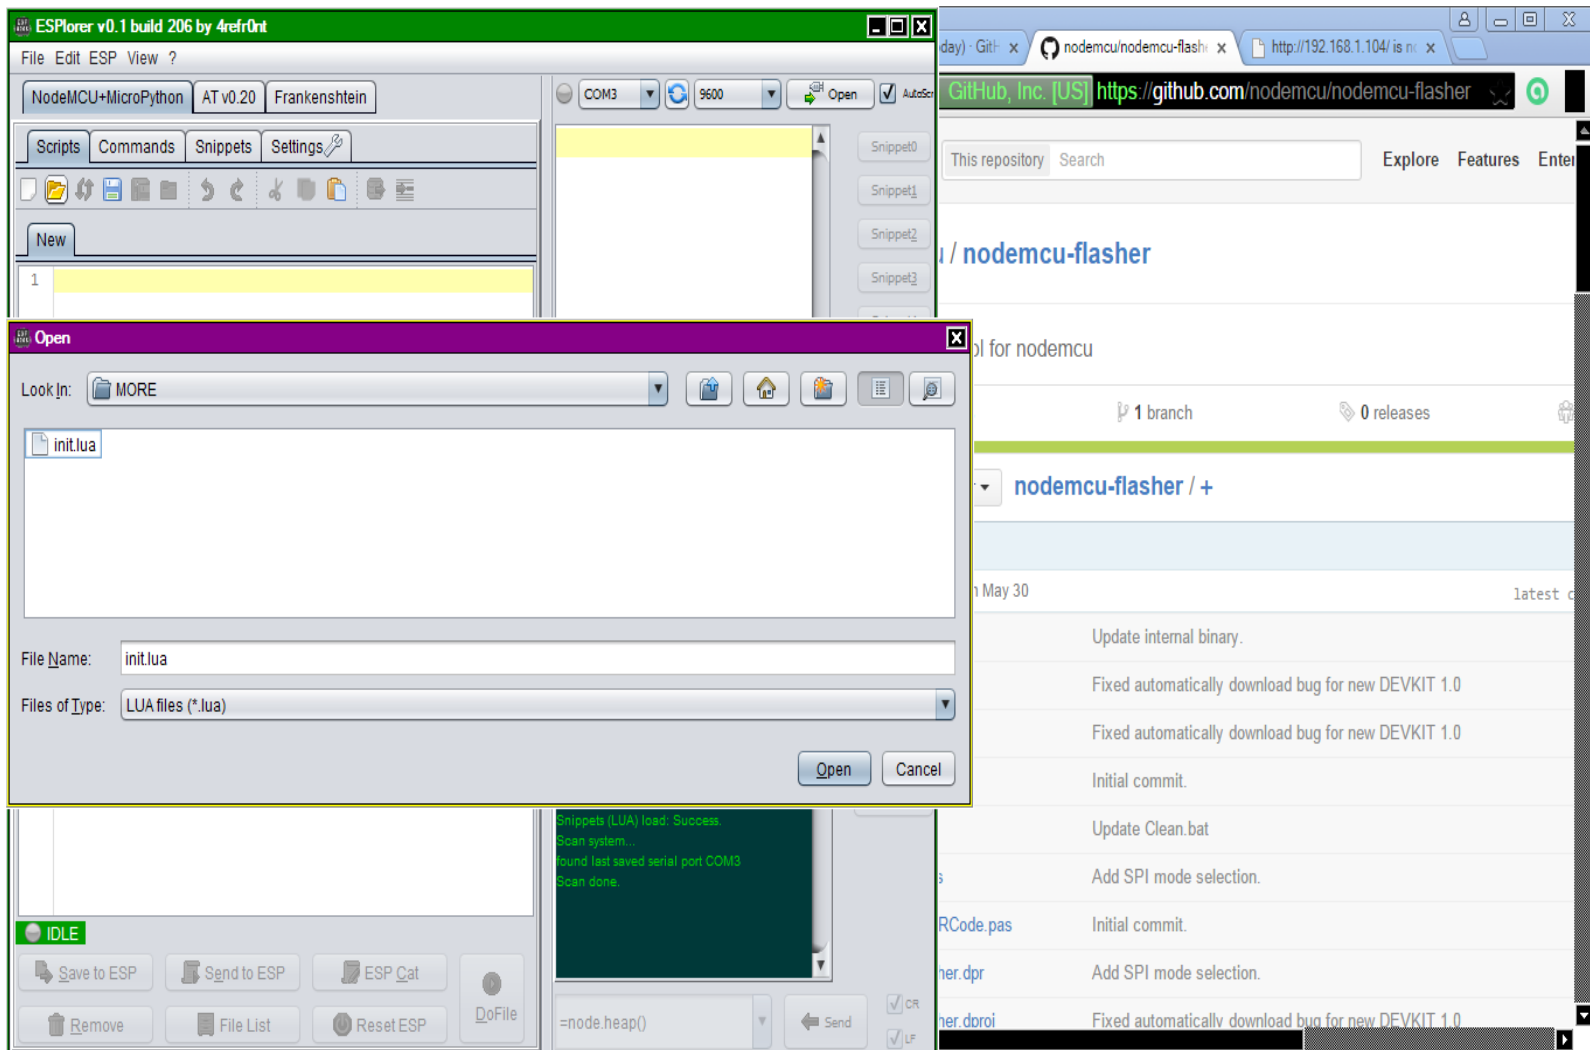 ESPlorer v0.1 build 206 by 4refr0nt
File Edit ESP View ?
NodeMCU+MicroPython AT v0.20 Frankenshtein
Scripts Commands Snippets Settings
New
1
COM3 9600 Open
Snippet0
Snippet1
Snippet2
Snippet3
Open
Look In: MORE
init.lua
File Name: init.lua
Files of Type: LUA files (*.lua)
Open Cancel
Snippets (LUA) load: Success.
Scan system...
found last saved serial port COM3
Scan done.
IDLE
Save to ESP Send to ESP ESP Cat
DoFile
Remove File List Reset ESP
=node.heap() Send
CR
LF
nodemcu/nodemcu-flash http://192.168.1.104/ is
GitHub, Inc. [US] https://github.com/nodemcu/nodemcu-flasher
This repository Search Explore Features
/ nodemcu-flasher
for nodemcu
1 branch 0 releases
nodemcu-flasher / +
May 30 latest
Update internal binary.
Fixed automatically download bug for new DEVKIT 1.0
Fixed automatically download bug for new DEVKIT 1.0
Initial commit.
Update Clean.bat
Add SPI mode selection.
RCode.pas Initial commit.
her.dpr Add SPI mode selection.
her.dproj Fixed automatically download bug for new DEVKIT 1.0